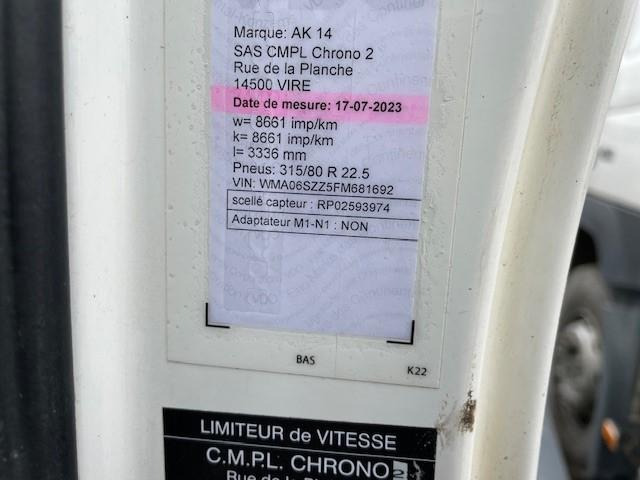 Marque: AK 14
SAS CMPL Chrono 2
Rue de la Planche
14500 VIRE
Date de mesure: 17-07-2023
w= 8661 imp/km
k= 8661 imp/km
l= 3336 mm
Pneus: 315/80 R 22.5
VIN: WMA06SZZ5FM681692
scellé capteur : RP02593974
Adaptateur M1-N1 : NON
BAS
K22
LIMITEUR de VITESSE
C.M.P.L. CHRONO